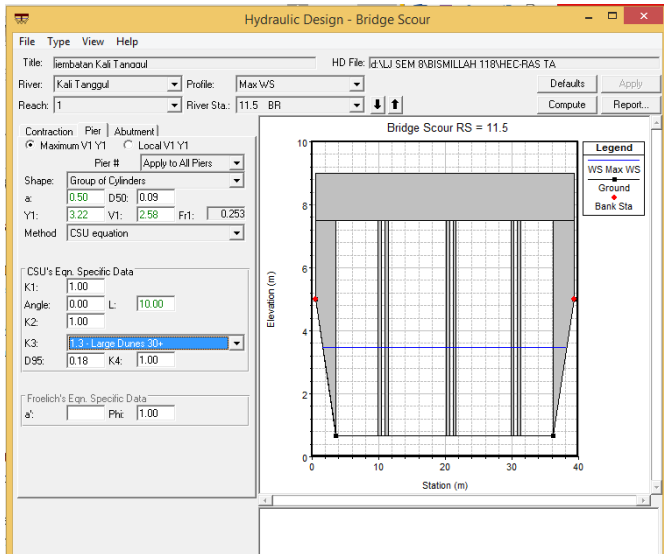 Hydraulic Design - Bridge Scour
File Type View Help
Title: jembatan Kali Tanggul HD File: d:\LJ SEM 8\BISMILLAH 118\HEC-RAS TA
River: Kali Tanggul Profile: Max WS Defaults Apply
Reach: 1 River Sta.: 11.5 BR Compute Report...
Contraction Pier Abutment
Maximum V1 Y1 Local V1 Y1
Pier # Apply to All Piers
Shape: Group of Cylinders
a: 0.50 D50: 0.09
Y1: 3.22 V1: 2.58 Fr1: 0.253
Method CSU equation
CSU's Eqn. Specific Data
K1: 1.00
Angle: 0.00 L: 10.00
K2: 1.00
K3: 1.3 - Large Dunes 30+
D95: 0.18 K4: 1.00
Froelich's Eqn. Specific Data
a': Phi: 1.00
Bridge Scour RS = 11.5
Elevation (m)
10
8
6
4
2
0
0 10 20 30 40
Station (m)
Legend
WS Max WS
Ground
Bank Sta